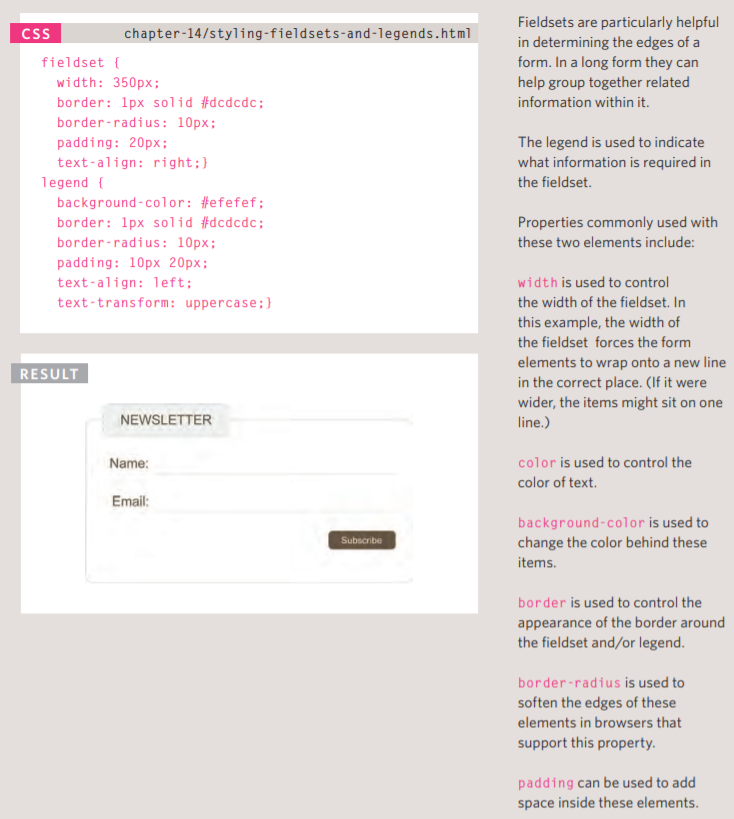 CSS
chapter-14/styling-fieldsets-and-legends.html
fieldset {
width: 350px;
border: 1px solid #dcdcdc;
border-radius: 10px;
padding: 20px;
text-align: right;}
legend {
background-color: #efefef;
border: 1px solid #dcdcdc;
border-radius: 10px;
padding: 10px 20px;
text-align: left;
text-transform: uppercase;}
RESULT
NEWSLETTER
Name:
Email:
Subscribe
Fieldsets are particularly helpful
in determining the edges of a
form. In a long form they can
help group together related
information within it.
The legend is used to indicate
what information is required in
the fieldset.
Properties commonly used with
these two elements include:
width is used to control
the width of the fieldset. In
this example, the width of
the fieldset forces the form
elements to wrap onto a new line
in the correct place. (If it were
wider, the items might sit on one
line.)
color is used to control the
color of text.
background-color is used to
change the color behind these
items.
border is used to control the
appearance of the border around
the fieldset and/or legend.
border-radius is used to
soften the edges of these
elements in browsers that
support this property.
padding can be used to add
space inside these elements.